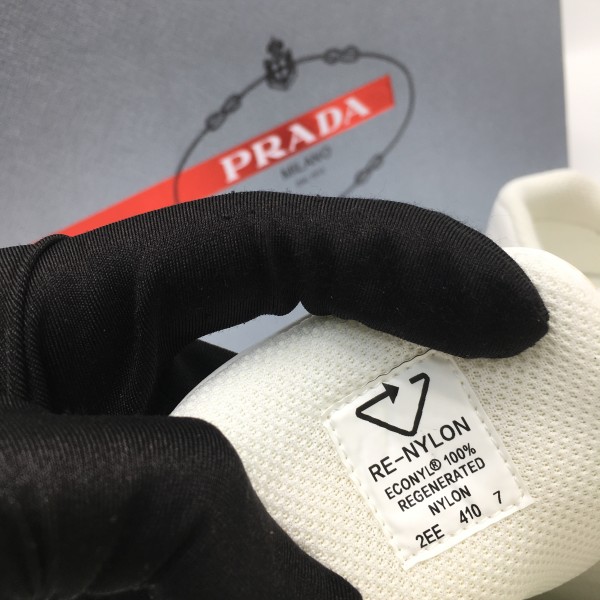 PRADA
MILANO
RE-NYLON
ECONYL® 100%
REGENERATED
NYLON
2EE 410 7